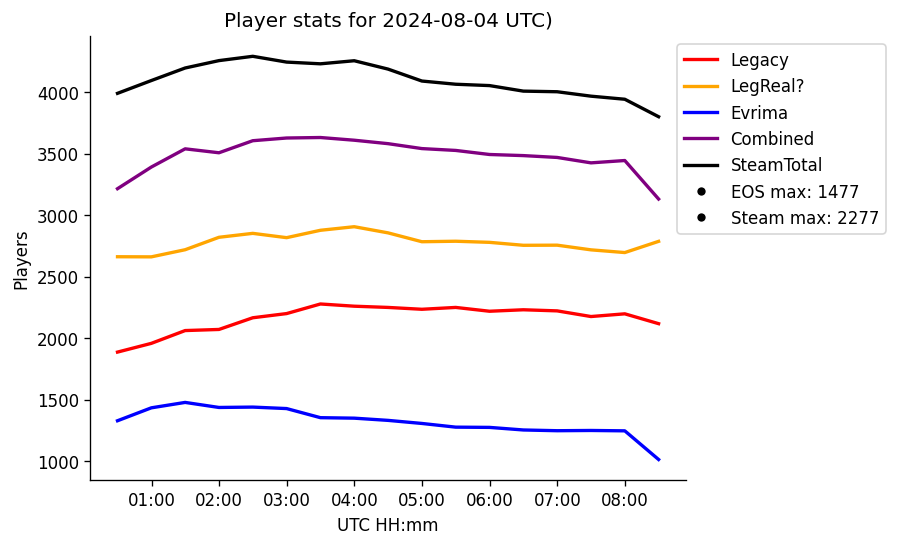 Player stats for 2024-08-04 UTC)
Legacy
LegReal?
Evrima
Combined
SteamTotal
EOS max: 1477
Steam max: 2277
Players
4000
3500
3000
2500
2000
1500
1000
01:00 02:00 03:00 04:00 05:00 06:00 07:00 08:00
UTC HH:mm